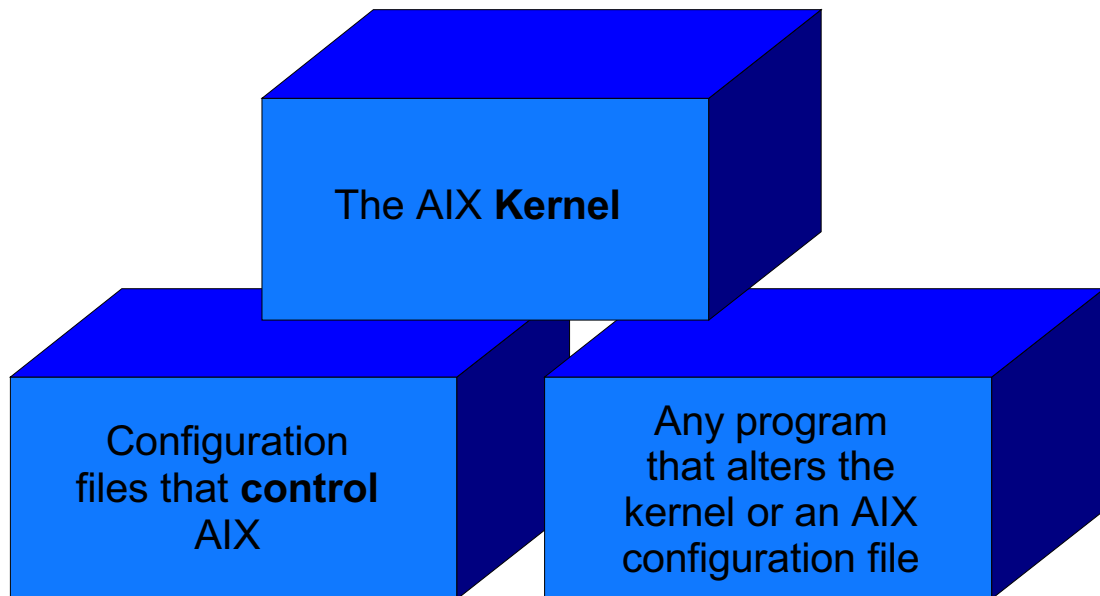 The AIX Kernel
Configuration
files that control
AIX
Any program
that alters the
kernel or an AIX
configuration file